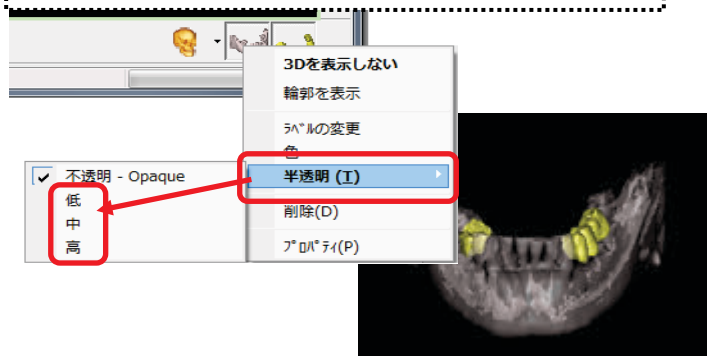 3Dを表示しない
輪郭を表示
ﾗﾍﾞﾙの変更
色
半透明 (T)
削除(D)
ﾌﾟﾛﾊﾟﾃｨ(P)
✓ 不透明 - Opaque
低
中
高